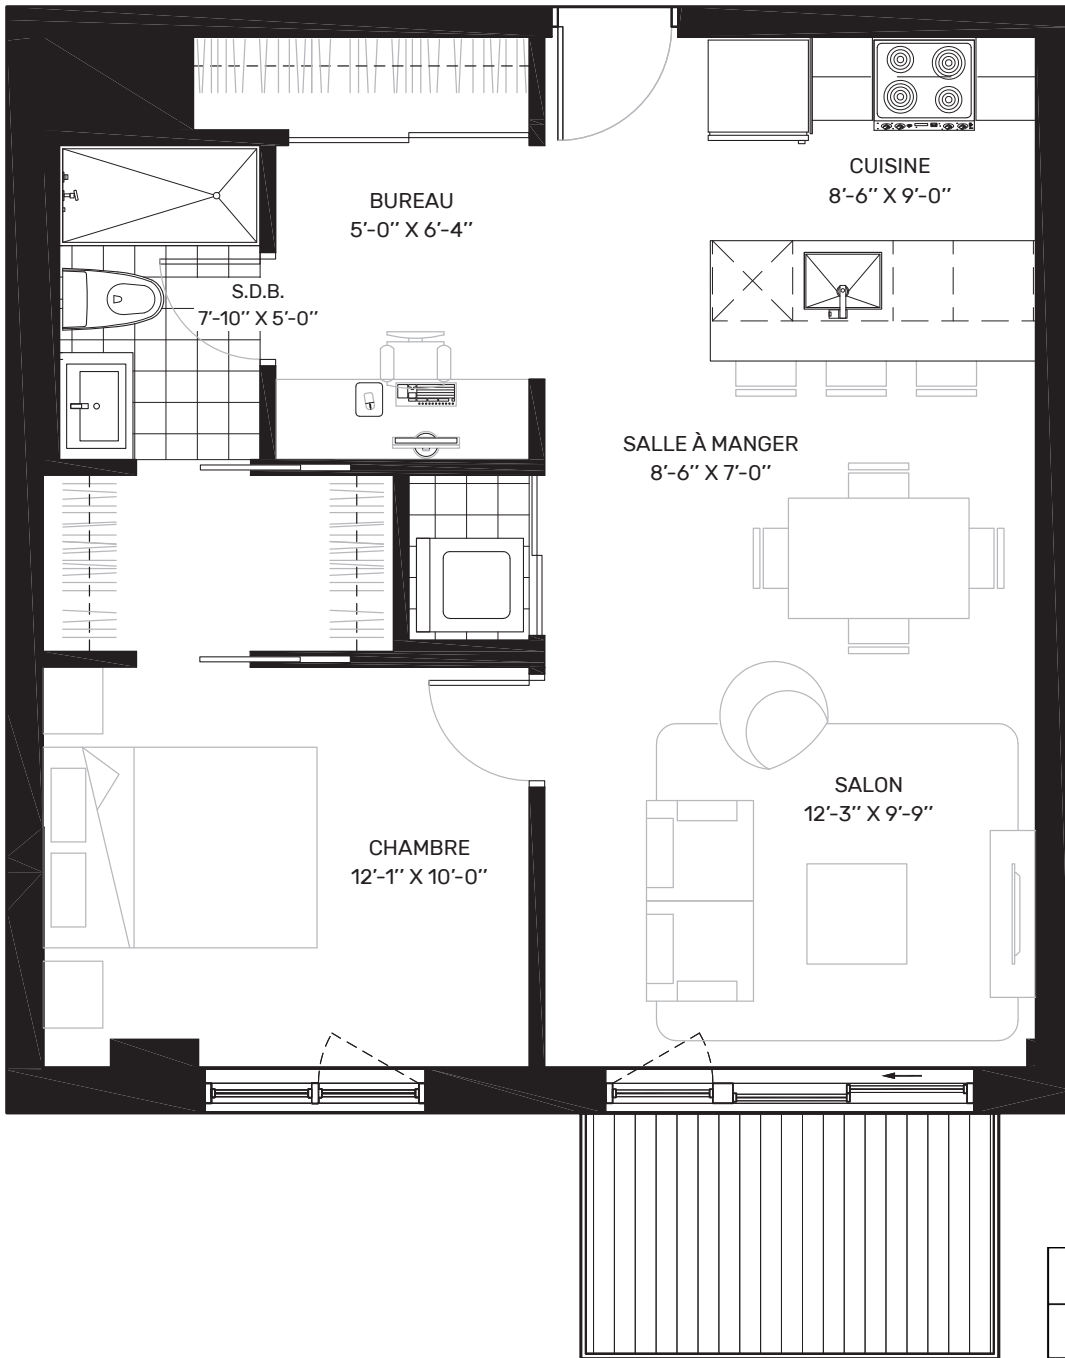 CUISINE
8'-6'' X 9'-0''
BUREAU
5'-0'' X 6'-4''
S.D.B.
7'-10'' X 5'-0''
SALLE À MANGER
8'-6'' X 7'-0''
SALON
12'-3'' X 9'-9''
CHAMBRE
12'-1'' X 10'-0''